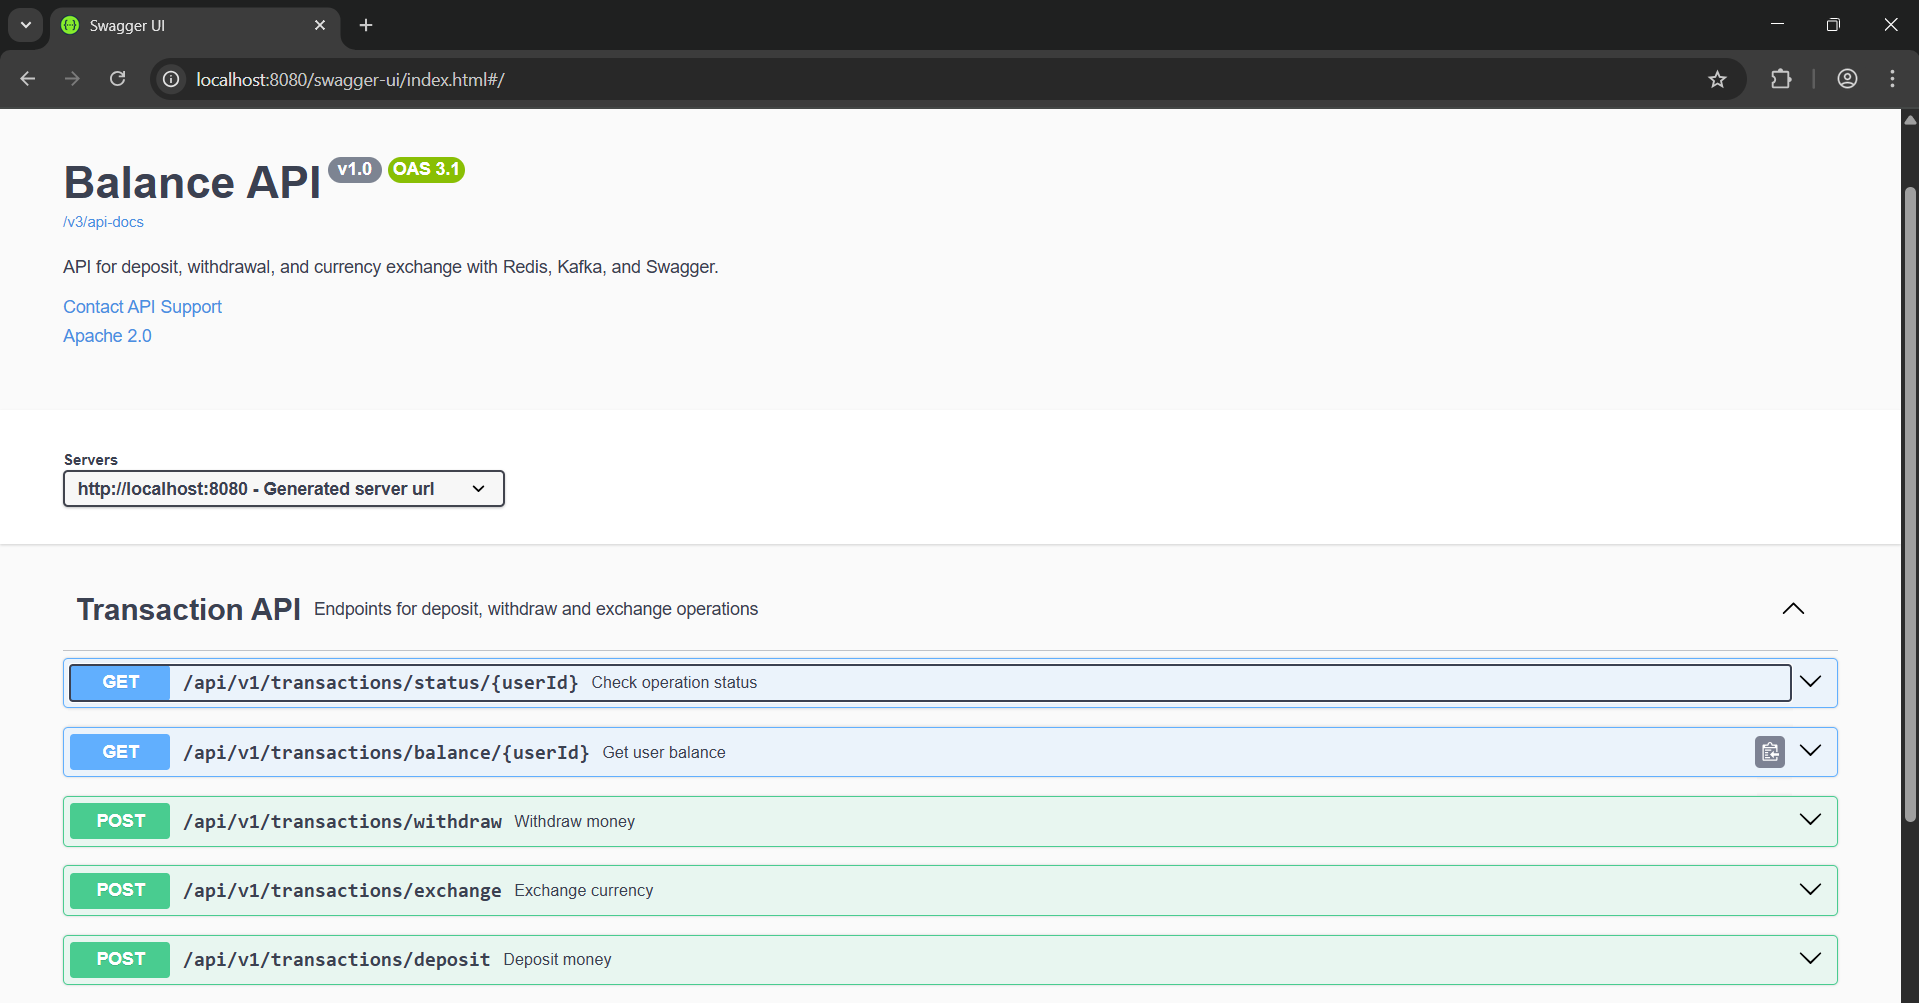 Swagger UI
localhost:8080/swagger-ui/index.html#/
Balance API v1.0 OAS 3.1
/v3/api-docs
API for deposit, withdrawal, and currency exchange with Redis, Kafka, and Swagger.
Contact API Support
Apache 2.0
Servers
http://localhost:8080 - Generated server url
Transaction API Endpoints for deposit, withdraw and exchange operations
GET /api/v1/transactions/status/{userId} Check operation status
GET /api/v1/transactions/balance/{userId} Get user balance
POST /api/v1/transactions/withdraw Withdraw money
POST /api/v1/transactions/exchange Exchange currency
POST /api/v1/transactions/deposit Deposit money